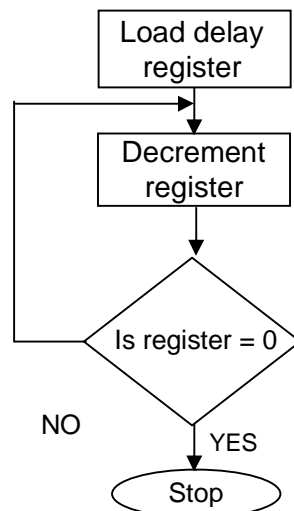 Load delay
register
Decrement
register
Is register = 0
NO
YES
Stop